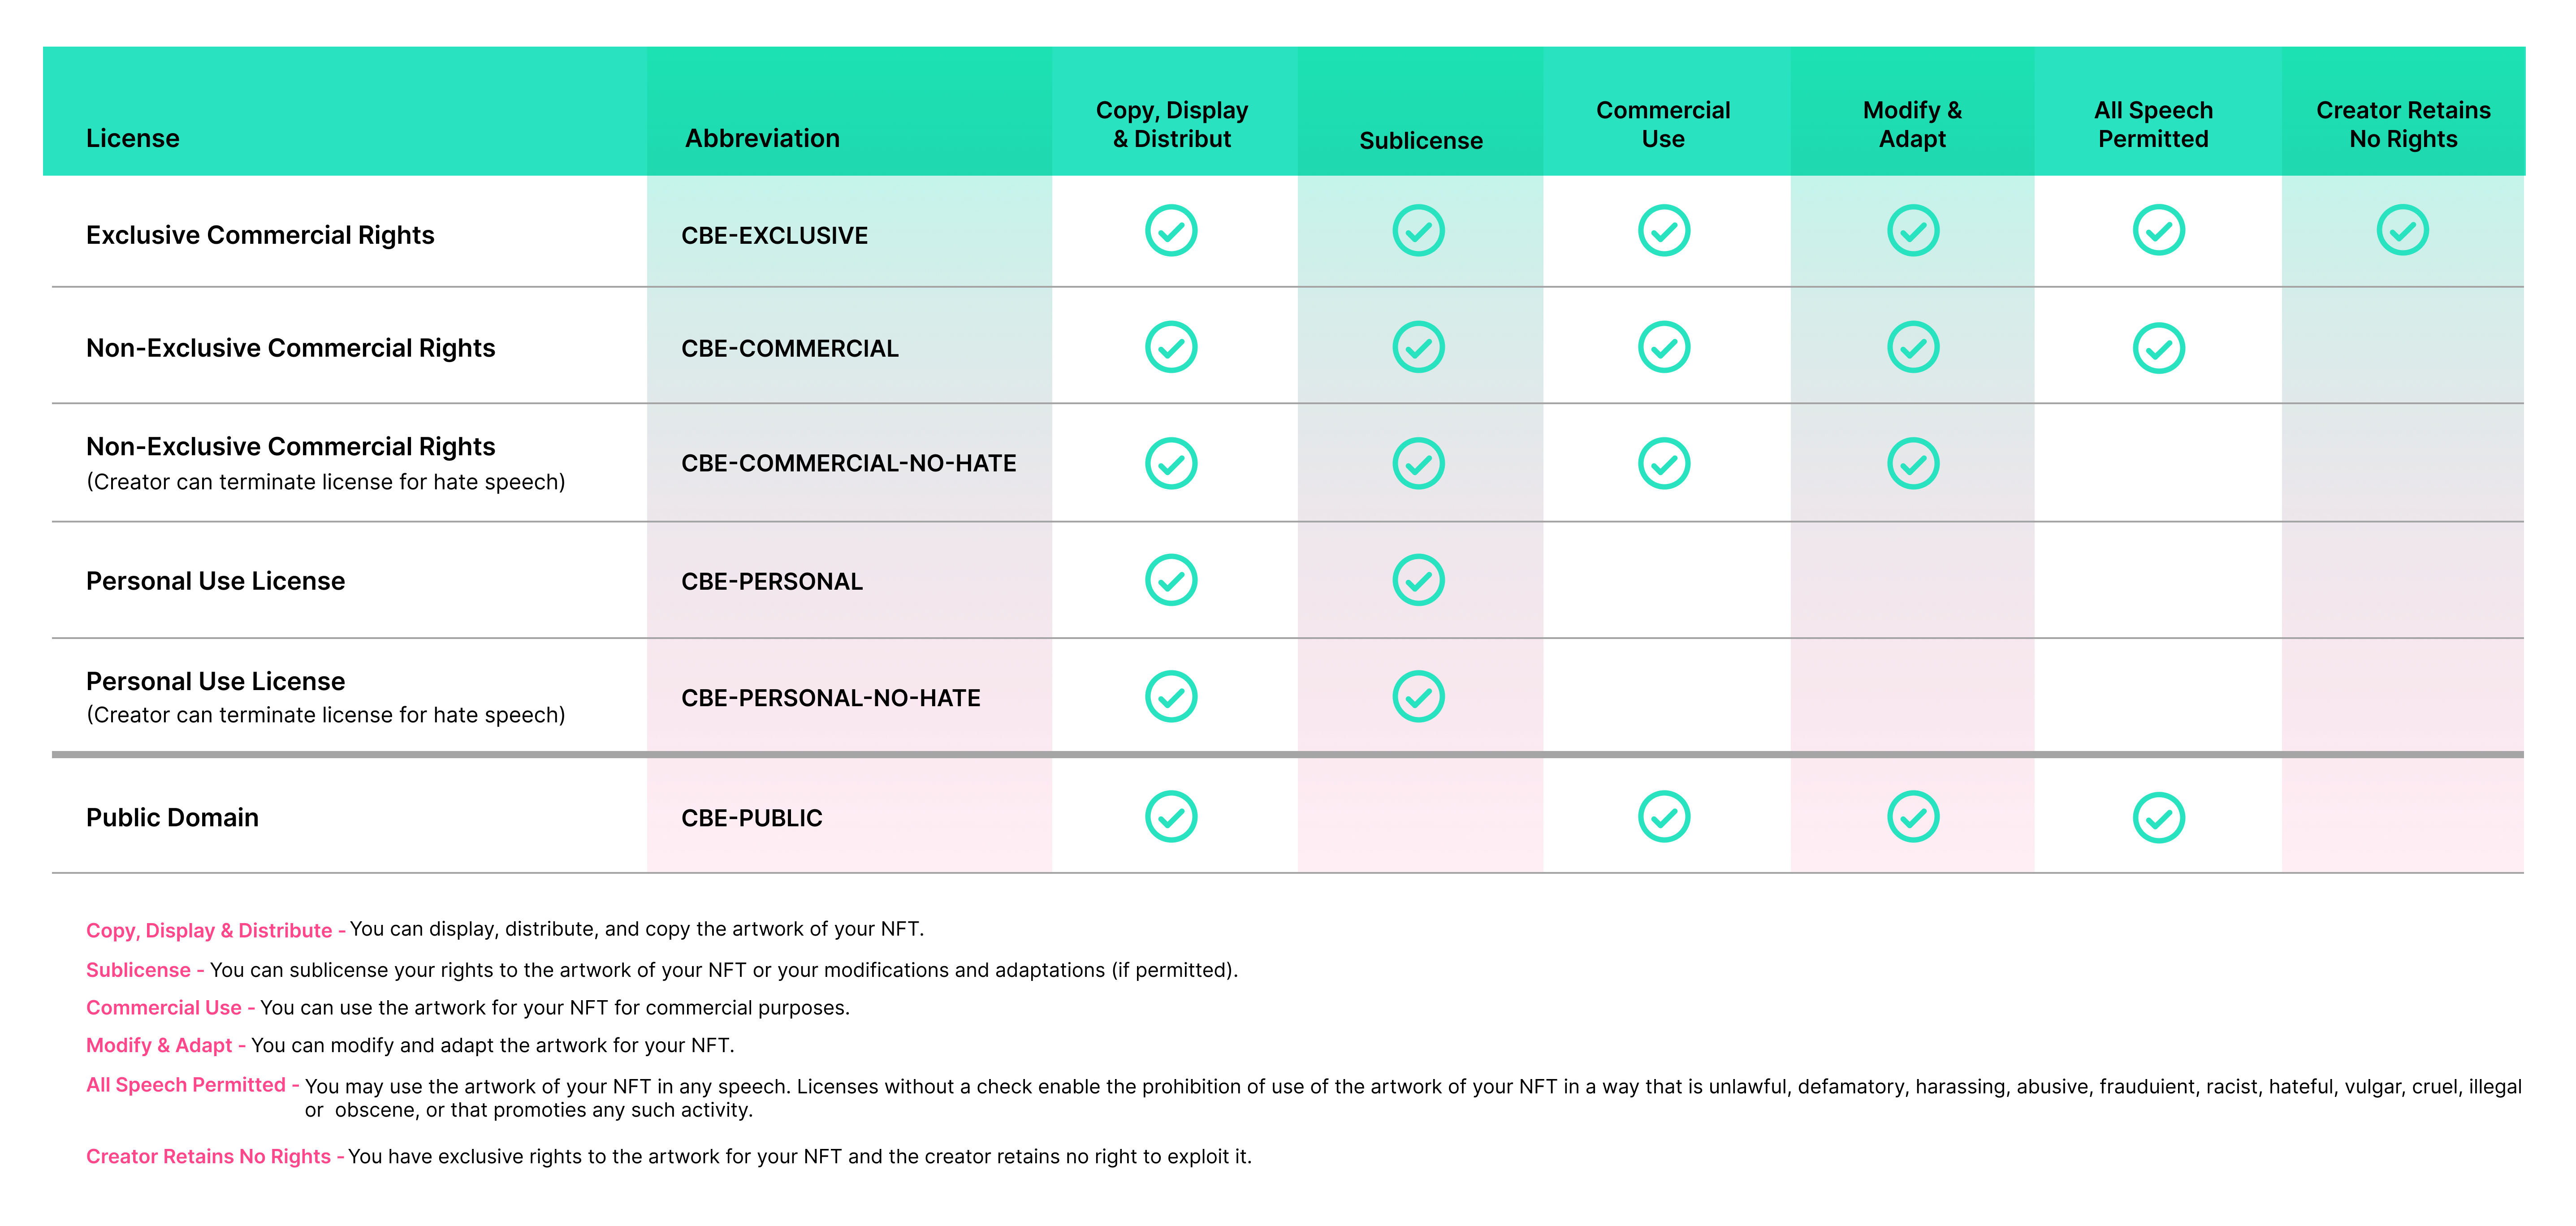 License
Abbreviation
Copy, Display
& Distribut
Sublicense
Commercial
Use
Modify &
Adapt
All Speech
Permitted
Creator Retains
No Rights
Exclusive Commercial Rights
CBE-EXCLUSIVE
Non-Exclusive Commercial Rights
CBE-COMMERCIAL
Non-Exclusive Commercial Rights
(Creator can terminate license for hate speech)
CBE-COMMERCIAL-NO-HATE
Personal Use License
CBE-PERSONAL
Personal Use License
(Creator can terminate license for hate speech)
CBE-PERSONAL-NO-HATE
Public Domain
CBE-PUBLIC
Copy, Display & Distribute - You can display, distribute, and copy the artwork of your NFT.
Sublicense - You can sublicense your rights to the artwork of your NFT or your modifications and adaptations (if permitted).
Commercial Use - You can use the artwork for your NFT for commercial purposes.
Modify & Adapt - You can modify and adapt the artwork for your NFT.
All Speech Permitted - You may use the artwork of your NFT in any speech. Licenses without a check enable the prohibition of use of the artwork of your NFT in a way that is unlawful, defamatory, harassing, abusive, frauduient, racist, hateful, vulgar, cruel, illegal
or obscene, or that promoties any such activity.
Creator Retains No Rights - You have exclusive rights to the artwork for your NFT and the creator retains no right to exploit it.